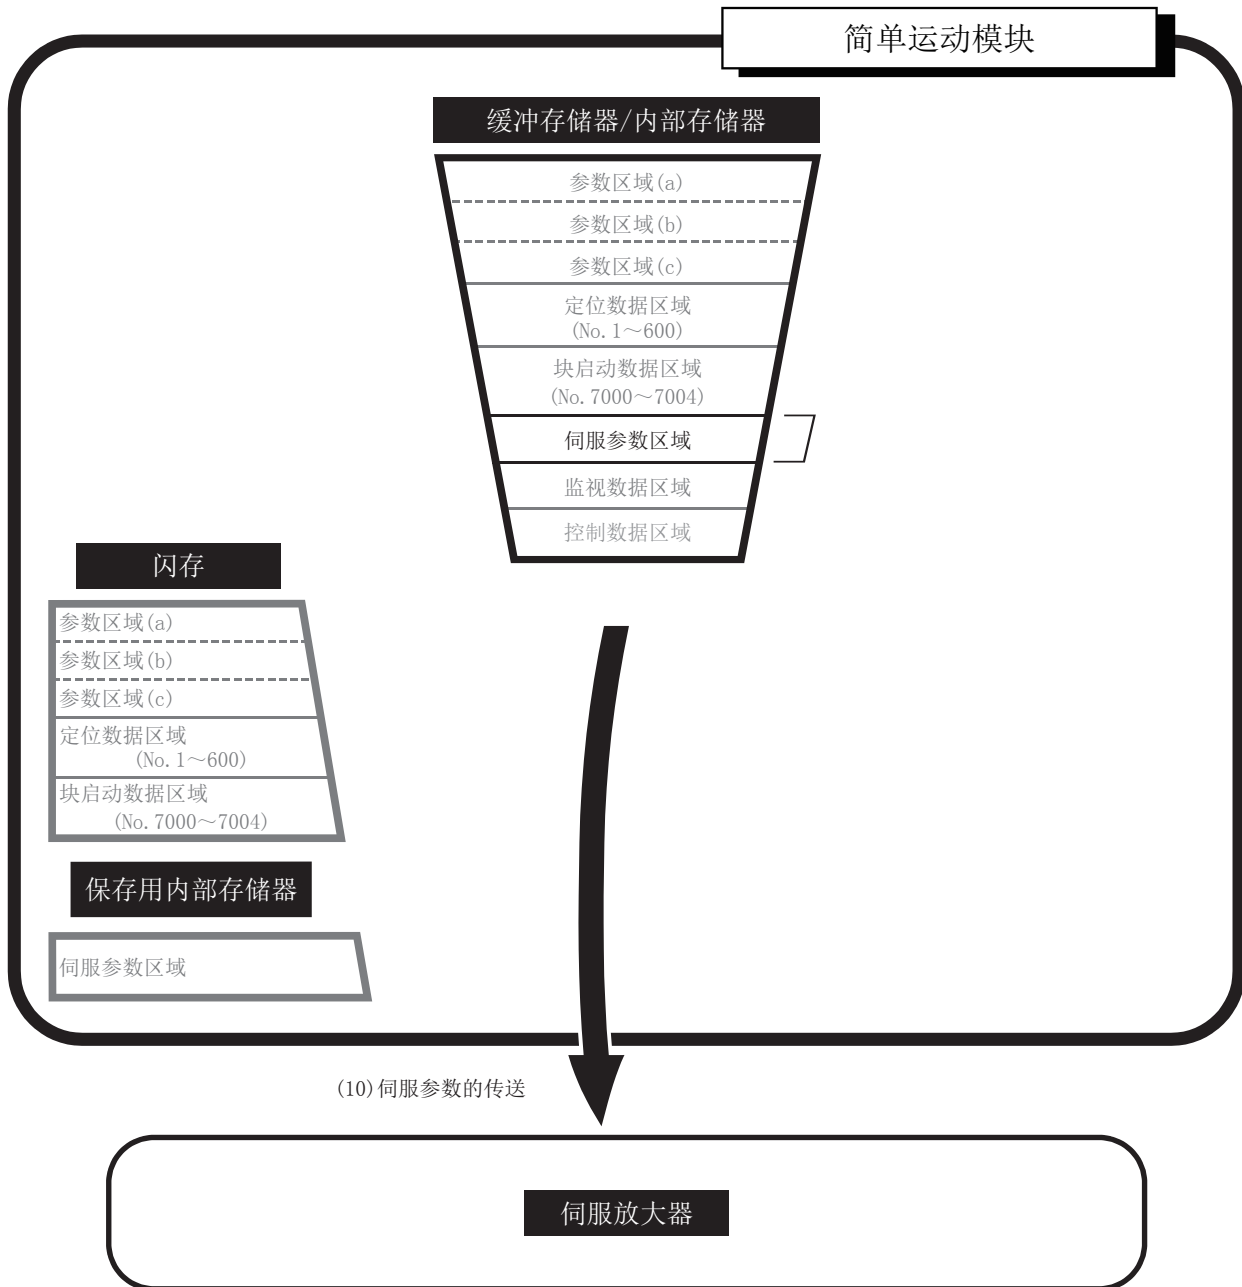 简单运动模块
缓冲存储器/内部存储器
参数区域(a)
参数区域(b)
参数区域(c)
定位数据区域
(No.1～600)
块启动数据区域
(No.7000～7004)
伺服参数区域
监视数据区域
控制数据区域
闪存
参数区域(a)
参数区域(b)
参数区域(c)
定位数据区域
(No.1～600)
块启动数据区域
(No.7000～7004)
保存用内部存储器
伺服参数区域
(10)伺服参数的传送
伺服放大器